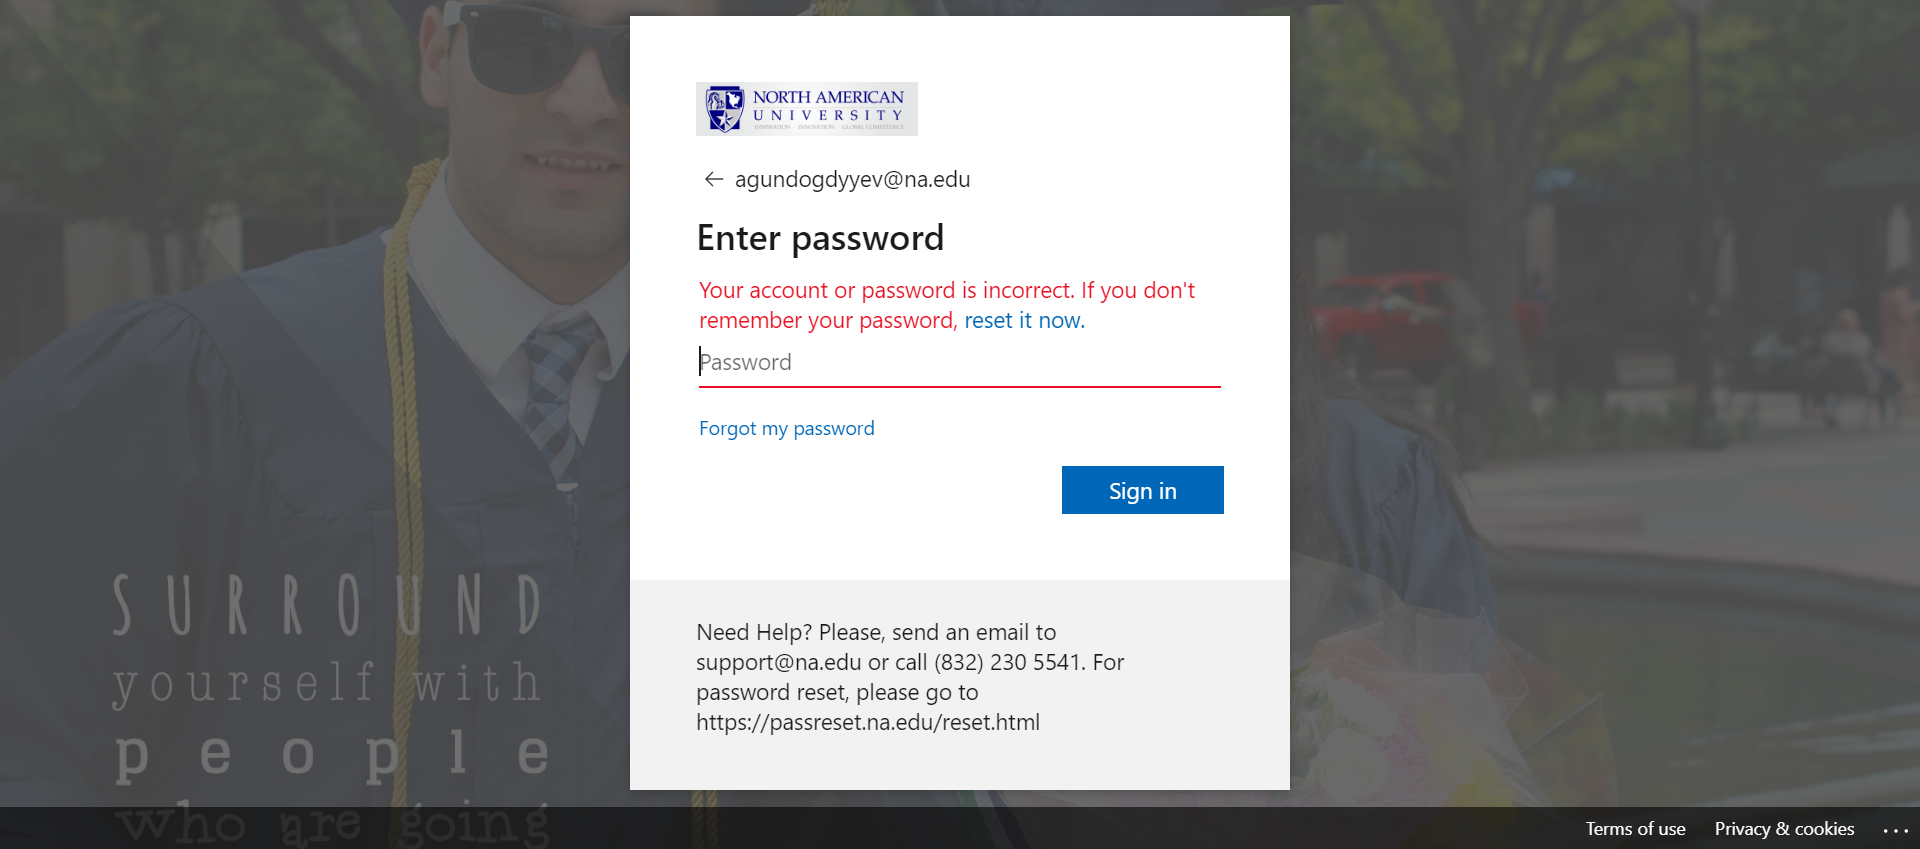 NORTH AMERICAN
UNIVERSITY
INSPIRATION INNOVATION GLOBAL COMPETENCE
agundogdyyev@na.edu
Enter password
Your account or password is incorrect. If you don't
remember your password, reset it now.
Password
Forgot my password
Sign in
Need Help? Please, send an email to
support@na.edu or call (832) 230 5541. For
password reset, please go to
https://passreset.na.edu/reset.html
SURROUND
yourself with
people
who are going
Terms of use Privacy & cookies ...